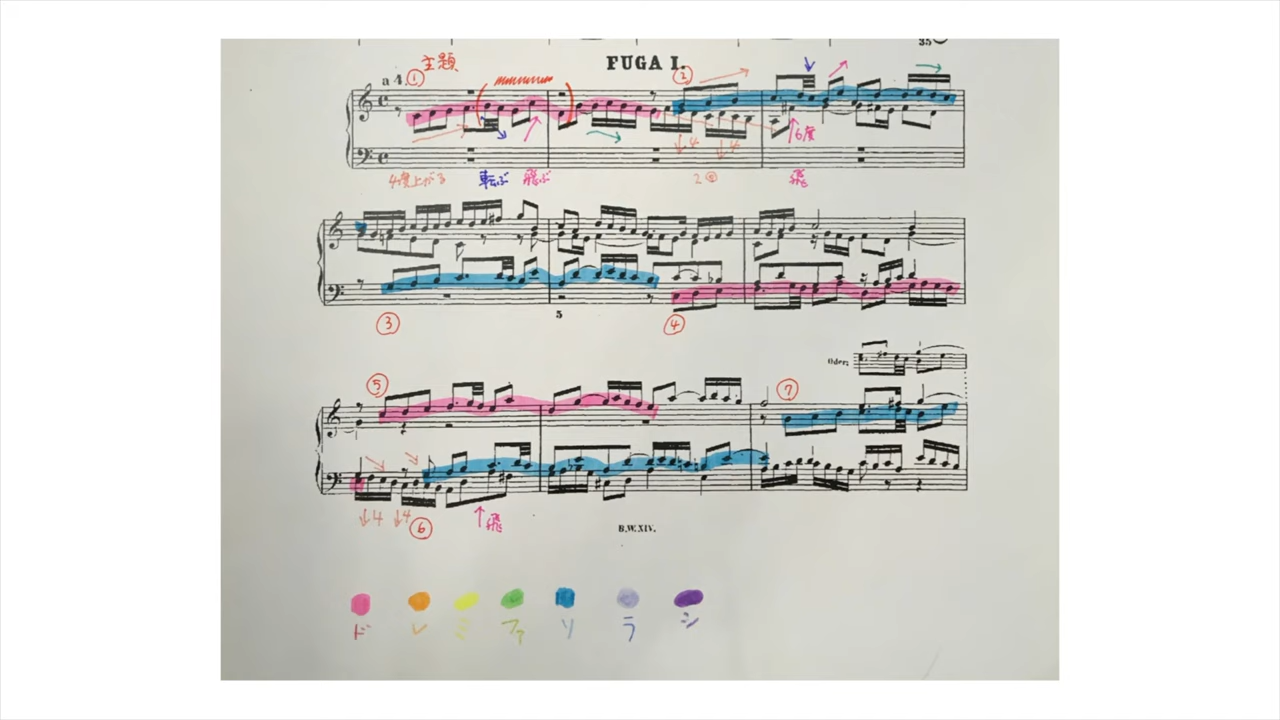 35
FUGA I.
主題
a 4.
①
②
6度
↓4 ↓4
4度上がる 転ぶ 飛ぶ 2回 飛
③
5
④
Oder:
⑤
⑦
↓4 ↓4
⑥
飛
B.W.XIV.
ド レ ミ ファ ソ ラ シ